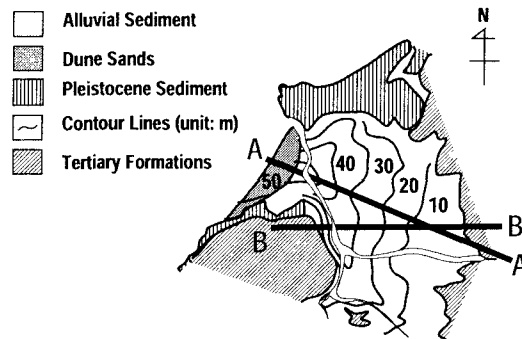 Alluvial Sediment
Dune Sands
Pleistocene Sediment
Contour Lines (unit: m)
Tertiary Formations
N
A
50
40
30
20
10
B
B
A